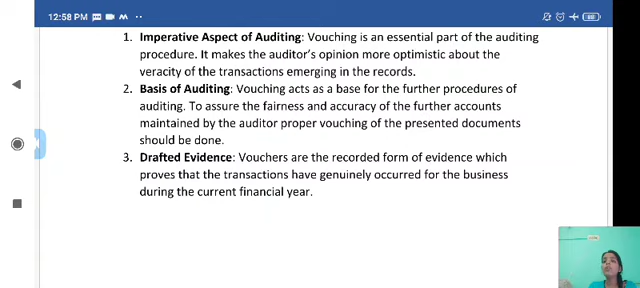 12:58 PM
1. Imperative Aspect of Auditing: Vouching is an essential part of the auditing
procedure. It makes the auditor's opinion more optimistic about the
veracity of the transactions emerging in the records.
2. Basis of Auditing: Vouching acts as a base for the further procedures of
auditing. To assure the fairness and accuracy of the further accounts
maintained by the auditor proper vouching of the presented documents
should be done.
3. Drafted Evidence: Vouchers are the recorded form of evidence which
proves that the transactions have genuinely occurred for the business
during the current financial year.